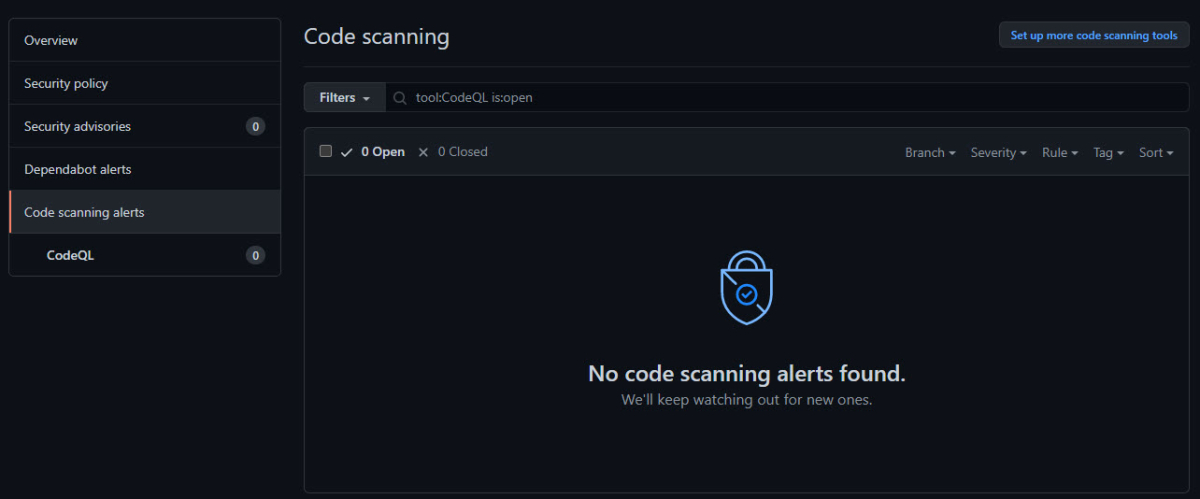 Overview
Security policy
Security advisories 0
Dependabot alerts
Code scanning alerts
CodeQL 0
Code scanning
Set up more code scanning tools
Filters
tool:CodeQL is:open
0 Open 0 Closed
Branch Severity Rule Tag Sort
No code scanning alerts found.
We'll keep watching out for new ones.